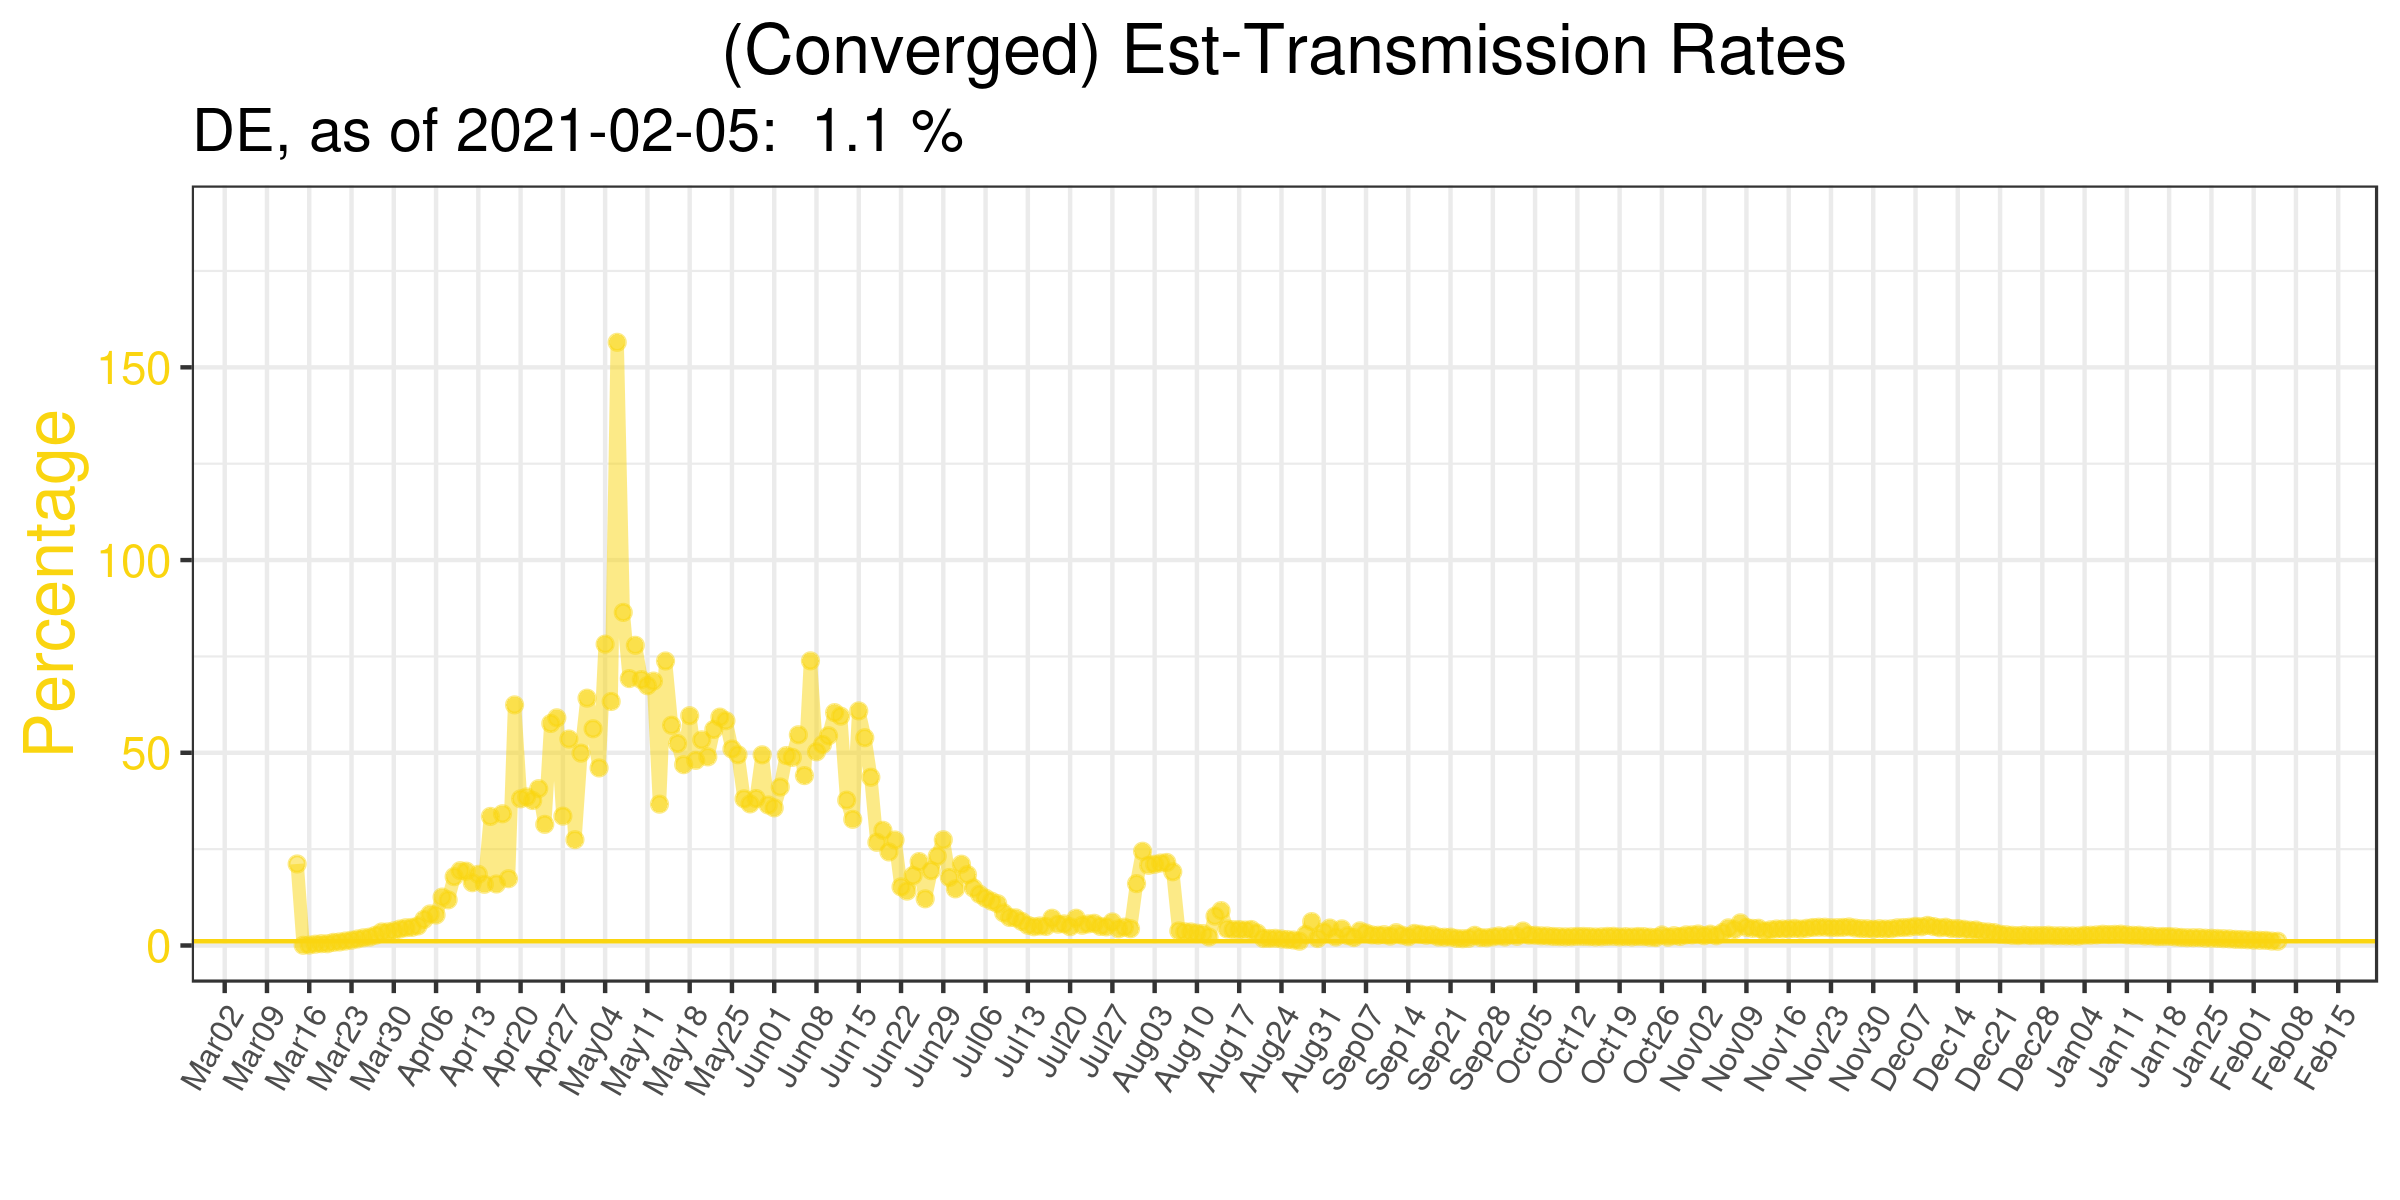 (Converged) Est-Transmission Rates
DE, as of 2021-02-05:  1.1 %
Percentage
150
100
50
0
Mar02
Mar09
Mar16
Mar23
Mar30
Apr06
Apr13
Apr20
Apr27
May04
May11
May18
May25
Jun01
Jun08
Jun15
Jun22
Jun29
Jul06
Jul13
Jul20
Jul27
Aug03
Aug10
Aug17
Aug24
Aug31
Sep07
Sep14
Sep21
Sep28
Oct05
Oct12
Oct19
Oct26
Nov02
Nov09
Nov16
Nov23
Nov30
Dec07
Dec14
Dec21
Dec28
Jan04
Jan11
Jan18
Jan25
Feb01
Feb08
Feb15